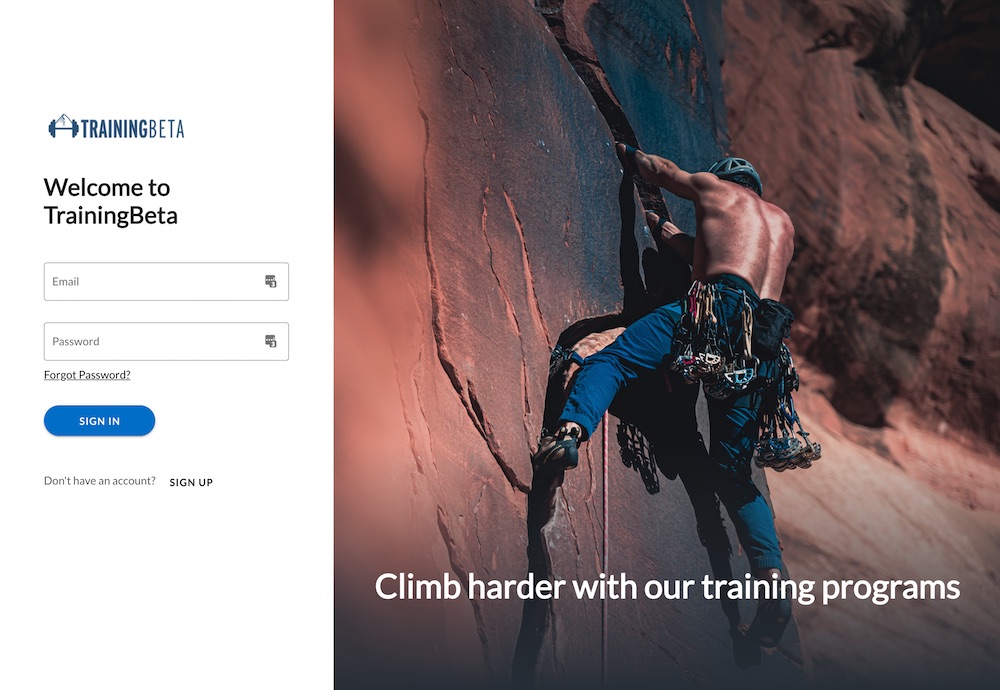 TRAININGBETA
Welcome to
TrainingBeta
Email
Password
Forgot Password?
SIGN IN
Don't have an account? SIGN UP
Climb harder with our training programs